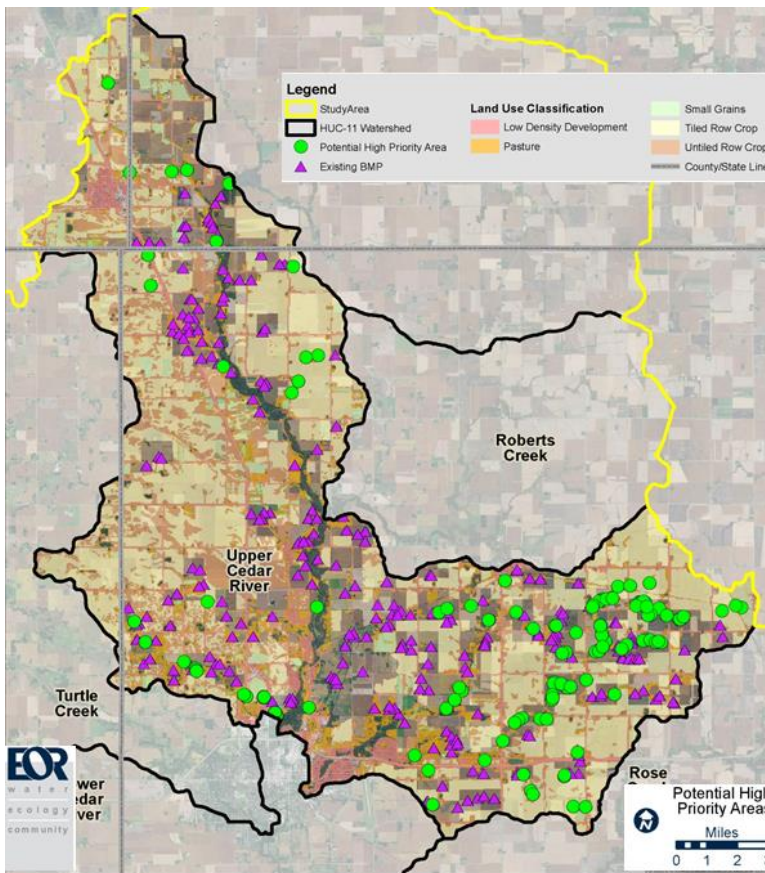 Legend
StudyArea
HUC-11 Watershed
Potential High Priority Area
Existing BMP
Land Use Classification
Low Density Development
Pasture
Small Grains
Tiled Row Crop
Untiled Row Crop
County/State Line
Roberts
Creek
Upper
Cedar
River
Turtle
Creek
Rose
EOR
water
ecology
community
wer
edar
ver
Potential High
Priority Areas
N
Miles
0 1 2 3